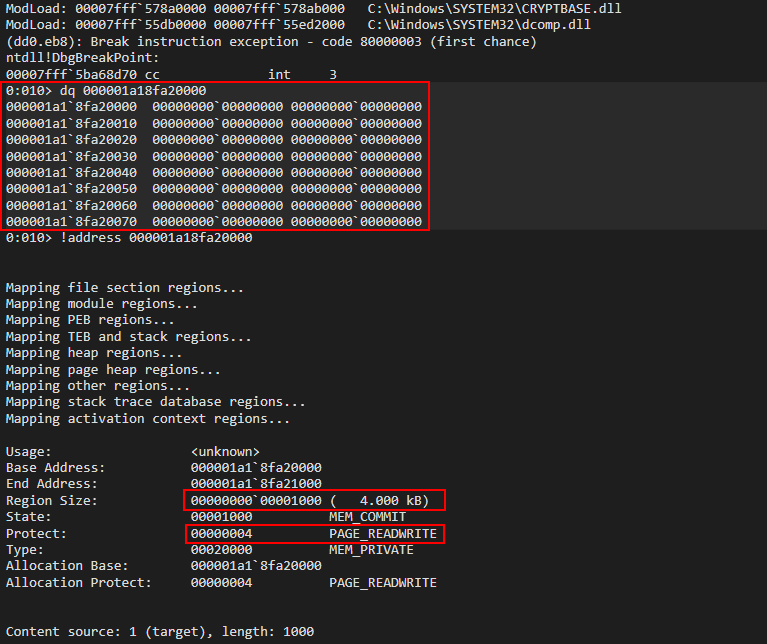 ModLoad: 00007fff`578a0000 00007fff`578ab000   C:\Windows\SYSTEM32\CRYPTBASE.dll
ModLoad: 00007fff`55db0000 00007fff`55ed2000   C:\Windows\SYSTEM32\dcomp.dll
(dd0.eb8): Break instruction exception - code 80000003 (first chance)
ntdll!DbgBreakPoint:
00007fff`5ba68d70 cc              int     3
0:010> dq 000001a18fa20000
000001a1`8fa20000  00000000`00000000 00000000`00000000
000001a1`8fa20010  00000000`00000000 00000000`00000000
000001a1`8fa20020  00000000`00000000 00000000`00000000
000001a1`8fa20030  00000000`00000000 00000000`00000000
000001a1`8fa20040  00000000`00000000 00000000`00000000
000001a1`8fa20050  00000000`00000000 00000000`00000000
000001a1`8fa20060  00000000`00000000 00000000`00000000
000001a1`8fa20070  00000000`00000000 00000000`00000000
0:010> !address 000001a18fa20000
Mapping file section regions...
Mapping module regions...
Mapping PEB regions...
Mapping TEB and stack regions...
Mapping heap regions...
Mapping page heap regions...
Mapping other regions...
Mapping stack trace database regions...
Mapping activation context regions...
Usage:                  <unknown>
Base Address:           000001a1`8fa20000
End Address:            000001a1`8fa21000
Region Size:            00000000`00001000 (   4.000 kB)
State:                  00001000          MEM_COMMIT
Protect:                00000004          PAGE_READWRITE
Type:                   00020000          MEM_PRIVATE
Allocation Base:        000001a1`8fa20000
Allocation Protect:     00000004          PAGE_READWRITE
Content source: 1 (target), length: 1000